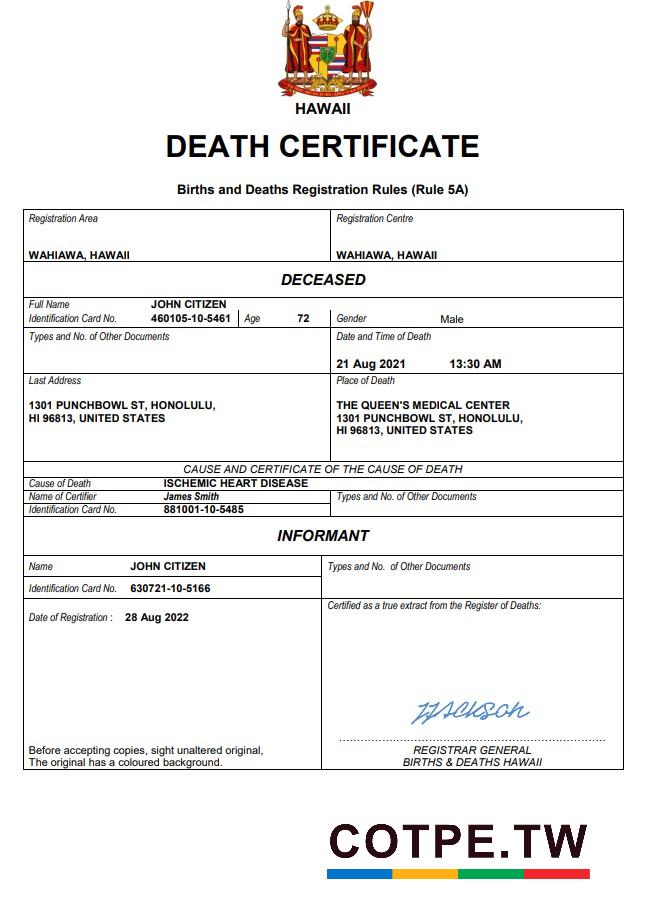 HAWAII
DEATH CERTIFICATE
Births and Deaths Registration Rules (Rule 5A)
Registration Area
Registration Centre
WAHIAWA, HAWAII
WAHIAWA, HAWAII
DECEASED
Full Name JOHN CITIZEN
Identification Card No. 460105-10-5461 Age 72 Gender Male
Types and No. of Other Documents
Date and Time of Death
21 Aug 2021 13:30 AM
Last Address
1301 PUNCHBOWL ST, HONOLULU,
HI 96813, UNITED STATES
Place of Death
THE QUEEN'S MEDICAL CENTER
1301 PUNCHBOWL ST, HONOLULU,
HI 96813, UNITED STATES
CAUSE AND CERTIFICATE OF THE CAUSE OF DEATH
Cause of Death ISCHEMIC HEART DISEASE
Name of Certifier James Smith
Types and No. of Other Documents
Identification Card No. 881001-10-5485
INFORMANT
Name JOHN CITIZEN
Types and No. of Other Documents
Identification Card No. 630721-10-5166
Date of Registration : 28 Aug 2022
Certified as a true extract from the Register of Deaths:
Before accepting copies, sight unaltered original,
The original has a coloured background.
REGISTRAR GENERAL
BIRTHS & DEATHS HAWAII
COTPE.TW